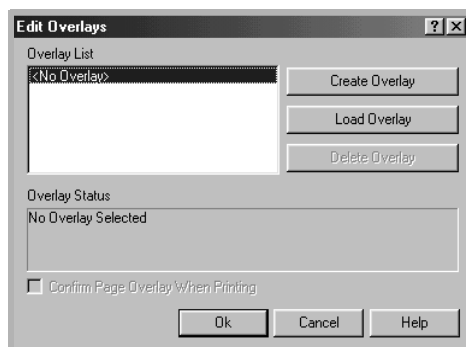 Edit Overlays
Overlay List
<No Overlay>
Create Overlay
Load Overlay
Delete Overlay
Overlay Status
No Overlay Selected
Confirm Page Overlay When Printing
Ok Cancel Help